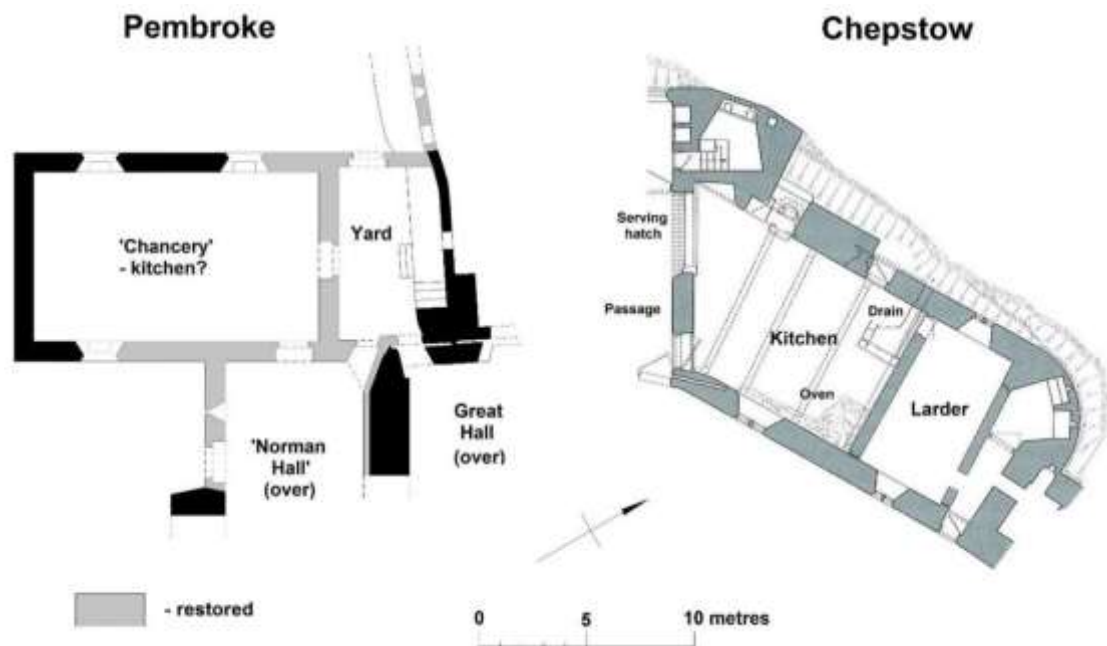 Pembroke
Chepstow
'Chancery'
- kitchen?
Yard
'Norman
Hall'
(over)
Great
Hall
(over)
Serving
hatch
Passage
Kitchen
Drain
Oven
Larder
- restored
0 5 10 metres